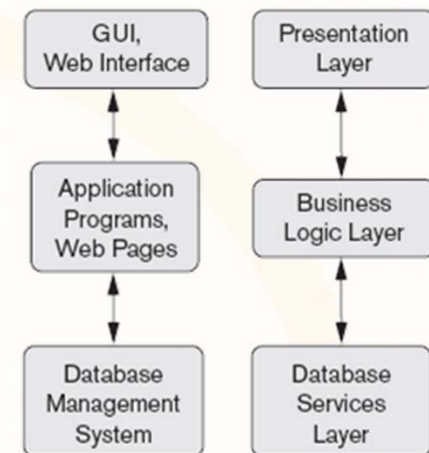 GUI,
Web Interface
Application
Programs,
Web Pages
Database
Management
System
Presentation
Layer
Business
Logic Layer
Database
Services
Layer